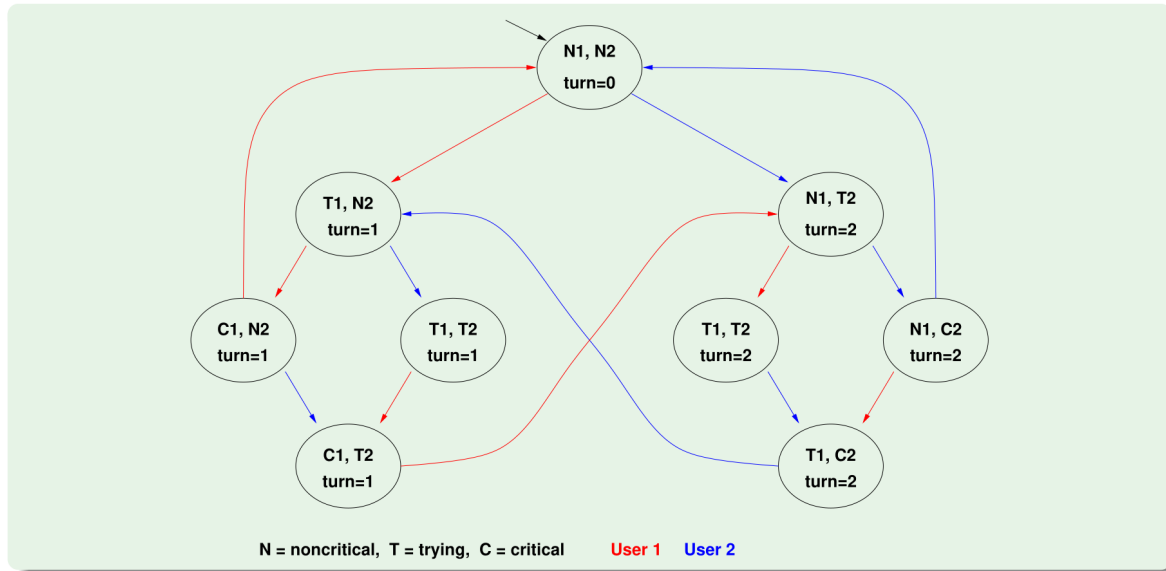 N1, N2
turn=0
T1, N2
turn=1
N1, T2
turn=2
C1, N2
turn=1
T1, T2
turn=1
T1, T2
turn=2
N1, C2
turn=2
C1, T2
turn=1
T1, C2
turn=2
N = noncritical, T = trying, C = critical User 1 User 2